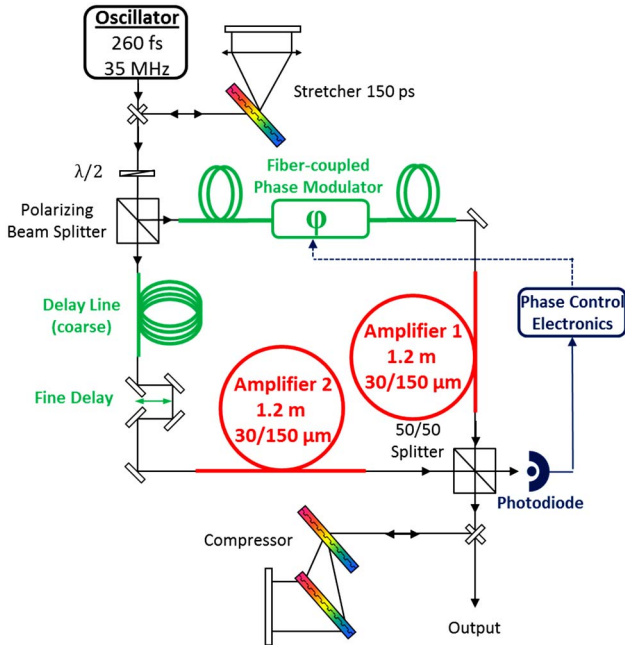 Oscillator
260 fs
35 MHz
Stretcher 150 ps
λ/2
Fiber-coupled
Phase Modulator
φ
Polarizing
Beam Splitter
Delay Line
(coarse)
Phase Control
Electronics
Amplifier 1
1.2 m
30/150 µm
Amplifier 2
1.2 m
30/150 µm
Fine Delay
50/50
Splitter
Photodiode
Compressor
Output